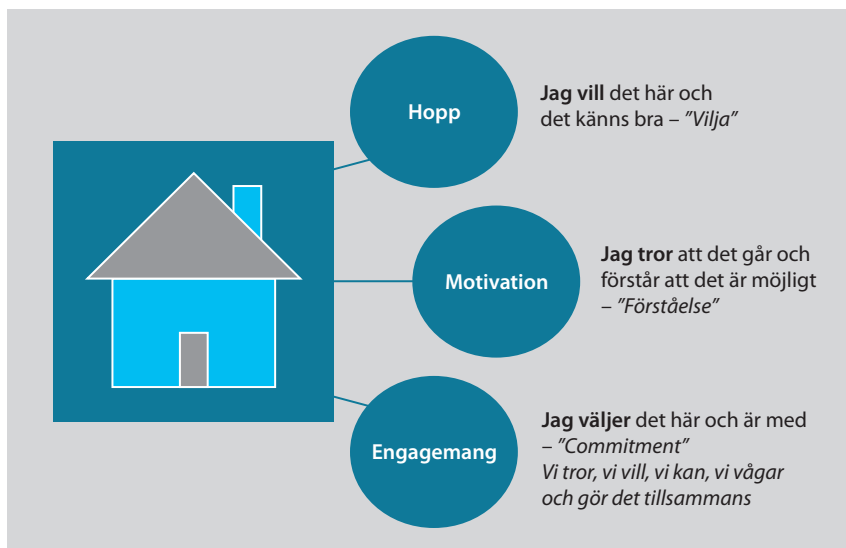 Hopp
Jag vill det här och
det känns bra – ”Vilja”
Motivation
Jag tror att det går och
förstår att det är möjligt
– ”Förståelse”
Engagemang
Jag väljer det här och är med
– ”Commitment”
Vi tror, vi vill, vi kan, vi vågar
och gör det tillsammans